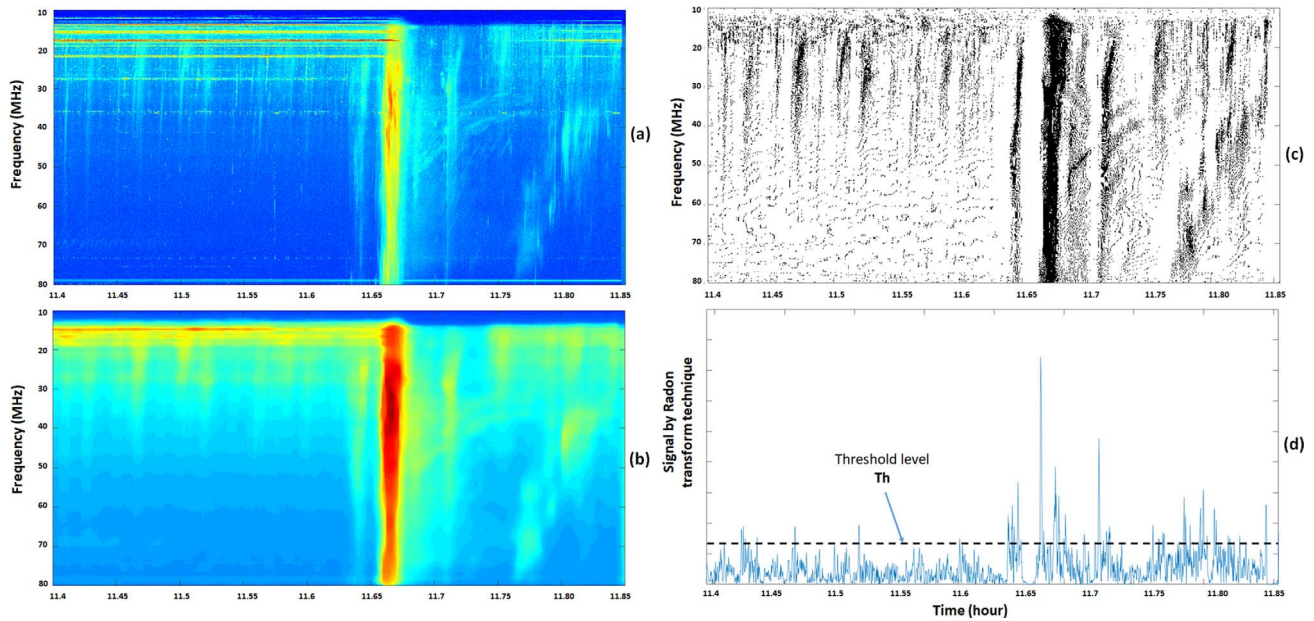 (a)
Frequency (MHz)
10
20
30
40
50
60
70
80
11.4 11.45 11.5 11.55 11.6 11.65 11.7 11.75 11.8 11.85
(b)
Frequency (MHz)
10
20
30
40
50
60
70
80
11.4 11.45 11.5 11.55 11.6 11.65 11.7 11.75 11.8 11.85
(c)
Frequency (MHz)
10
20
30
40
50
60
70
80
11.4 11.45 11.50 11.55 11.6 11.65 11.70 11.75 11.80 11.85
(d)
Signal by Radon
transform technique
Threshold level
Th
11.4 11.45 11.50 11.55 11.6 11.65 11.70 11.75 11.80 11.85
Time (hour)